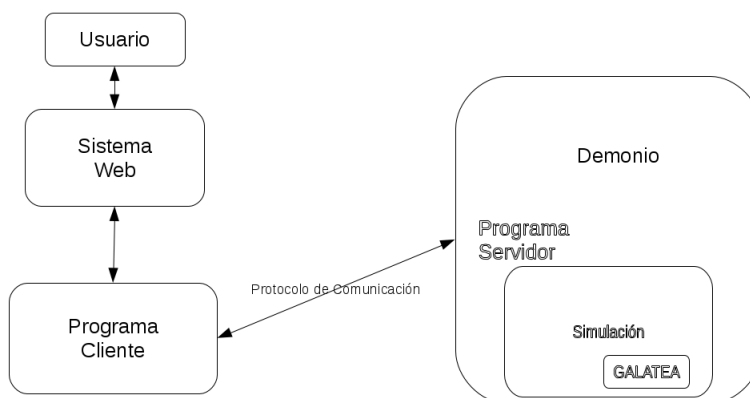 Usuario
Sistema
Web
Demonio
Programa
Servidor
Protocolo de Comunicación
Programa
Cliente
Simulación
GALATEA